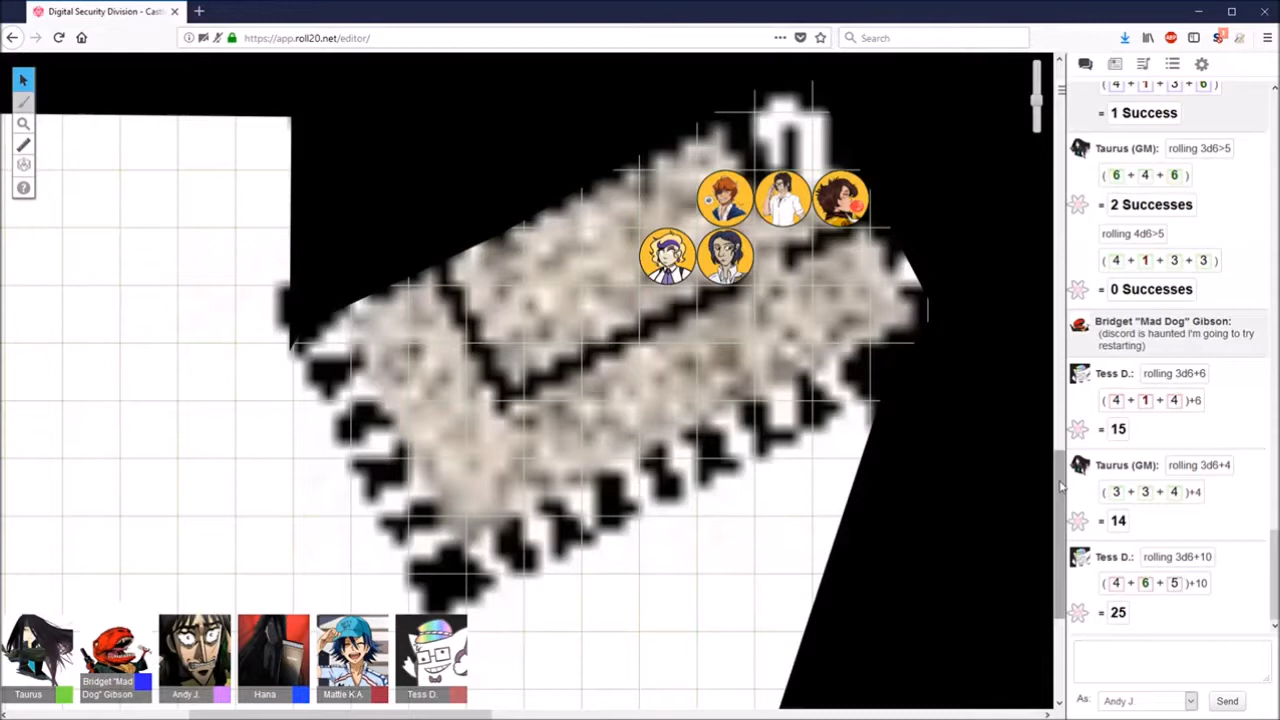 Digital Security Division - Cast
https://app.roll20.net/editor/
Search
(4+1+3+6)
= 1 Success
Taurus (GM): rolling 3d6>5
(6+4+6)
= 2 Successes
rolling 4d6>5
(4+1+3+3)
= 0 Successes
Bridget "Mad Dog" Gibson:
(discord is haunted I'm going to try
restarting)
Tess D.: rolling 3d6+6
(4+1+4)+6
= 15
Taurus (GM): rolling 3d6+4
(3+3+4)+4
= 14
Tess D.: rolling 3d6+10
(4+6+5)+10
= 25
Taurus
Bridget "Mad
Dog" Gibson
Andy J.
Hana
Mattie K.A.
Tess D.
As: Andy J. Send